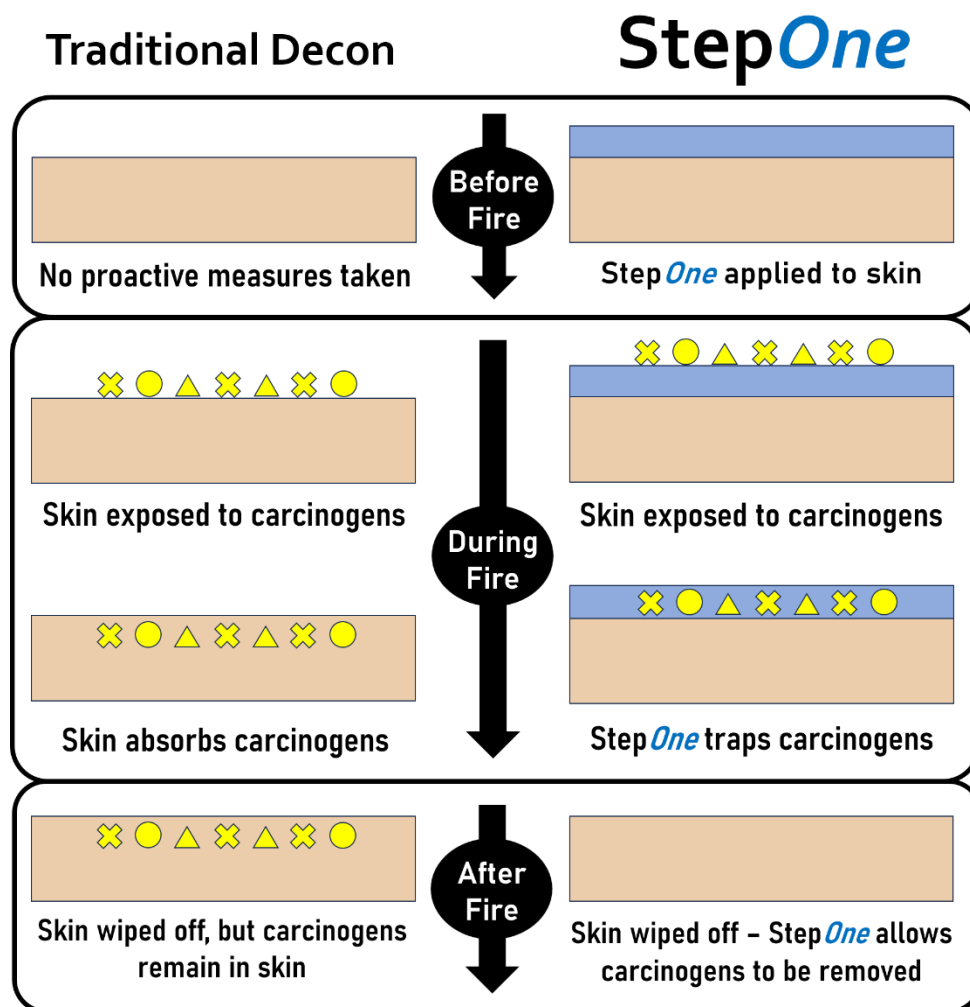 Traditional Decon
StepOne
Before
Fire
No proactive measures taken
StepOne applied to skin
Skin exposed to carcinogens
Skin exposed to carcinogens
During
Fire
Skin absorbs carcinogens
StepOne traps carcinogens
After
Fire
Skin wiped off, but carcinogens
remain in skin
Skin wiped off – StepOne allows
carcinogens to be removed